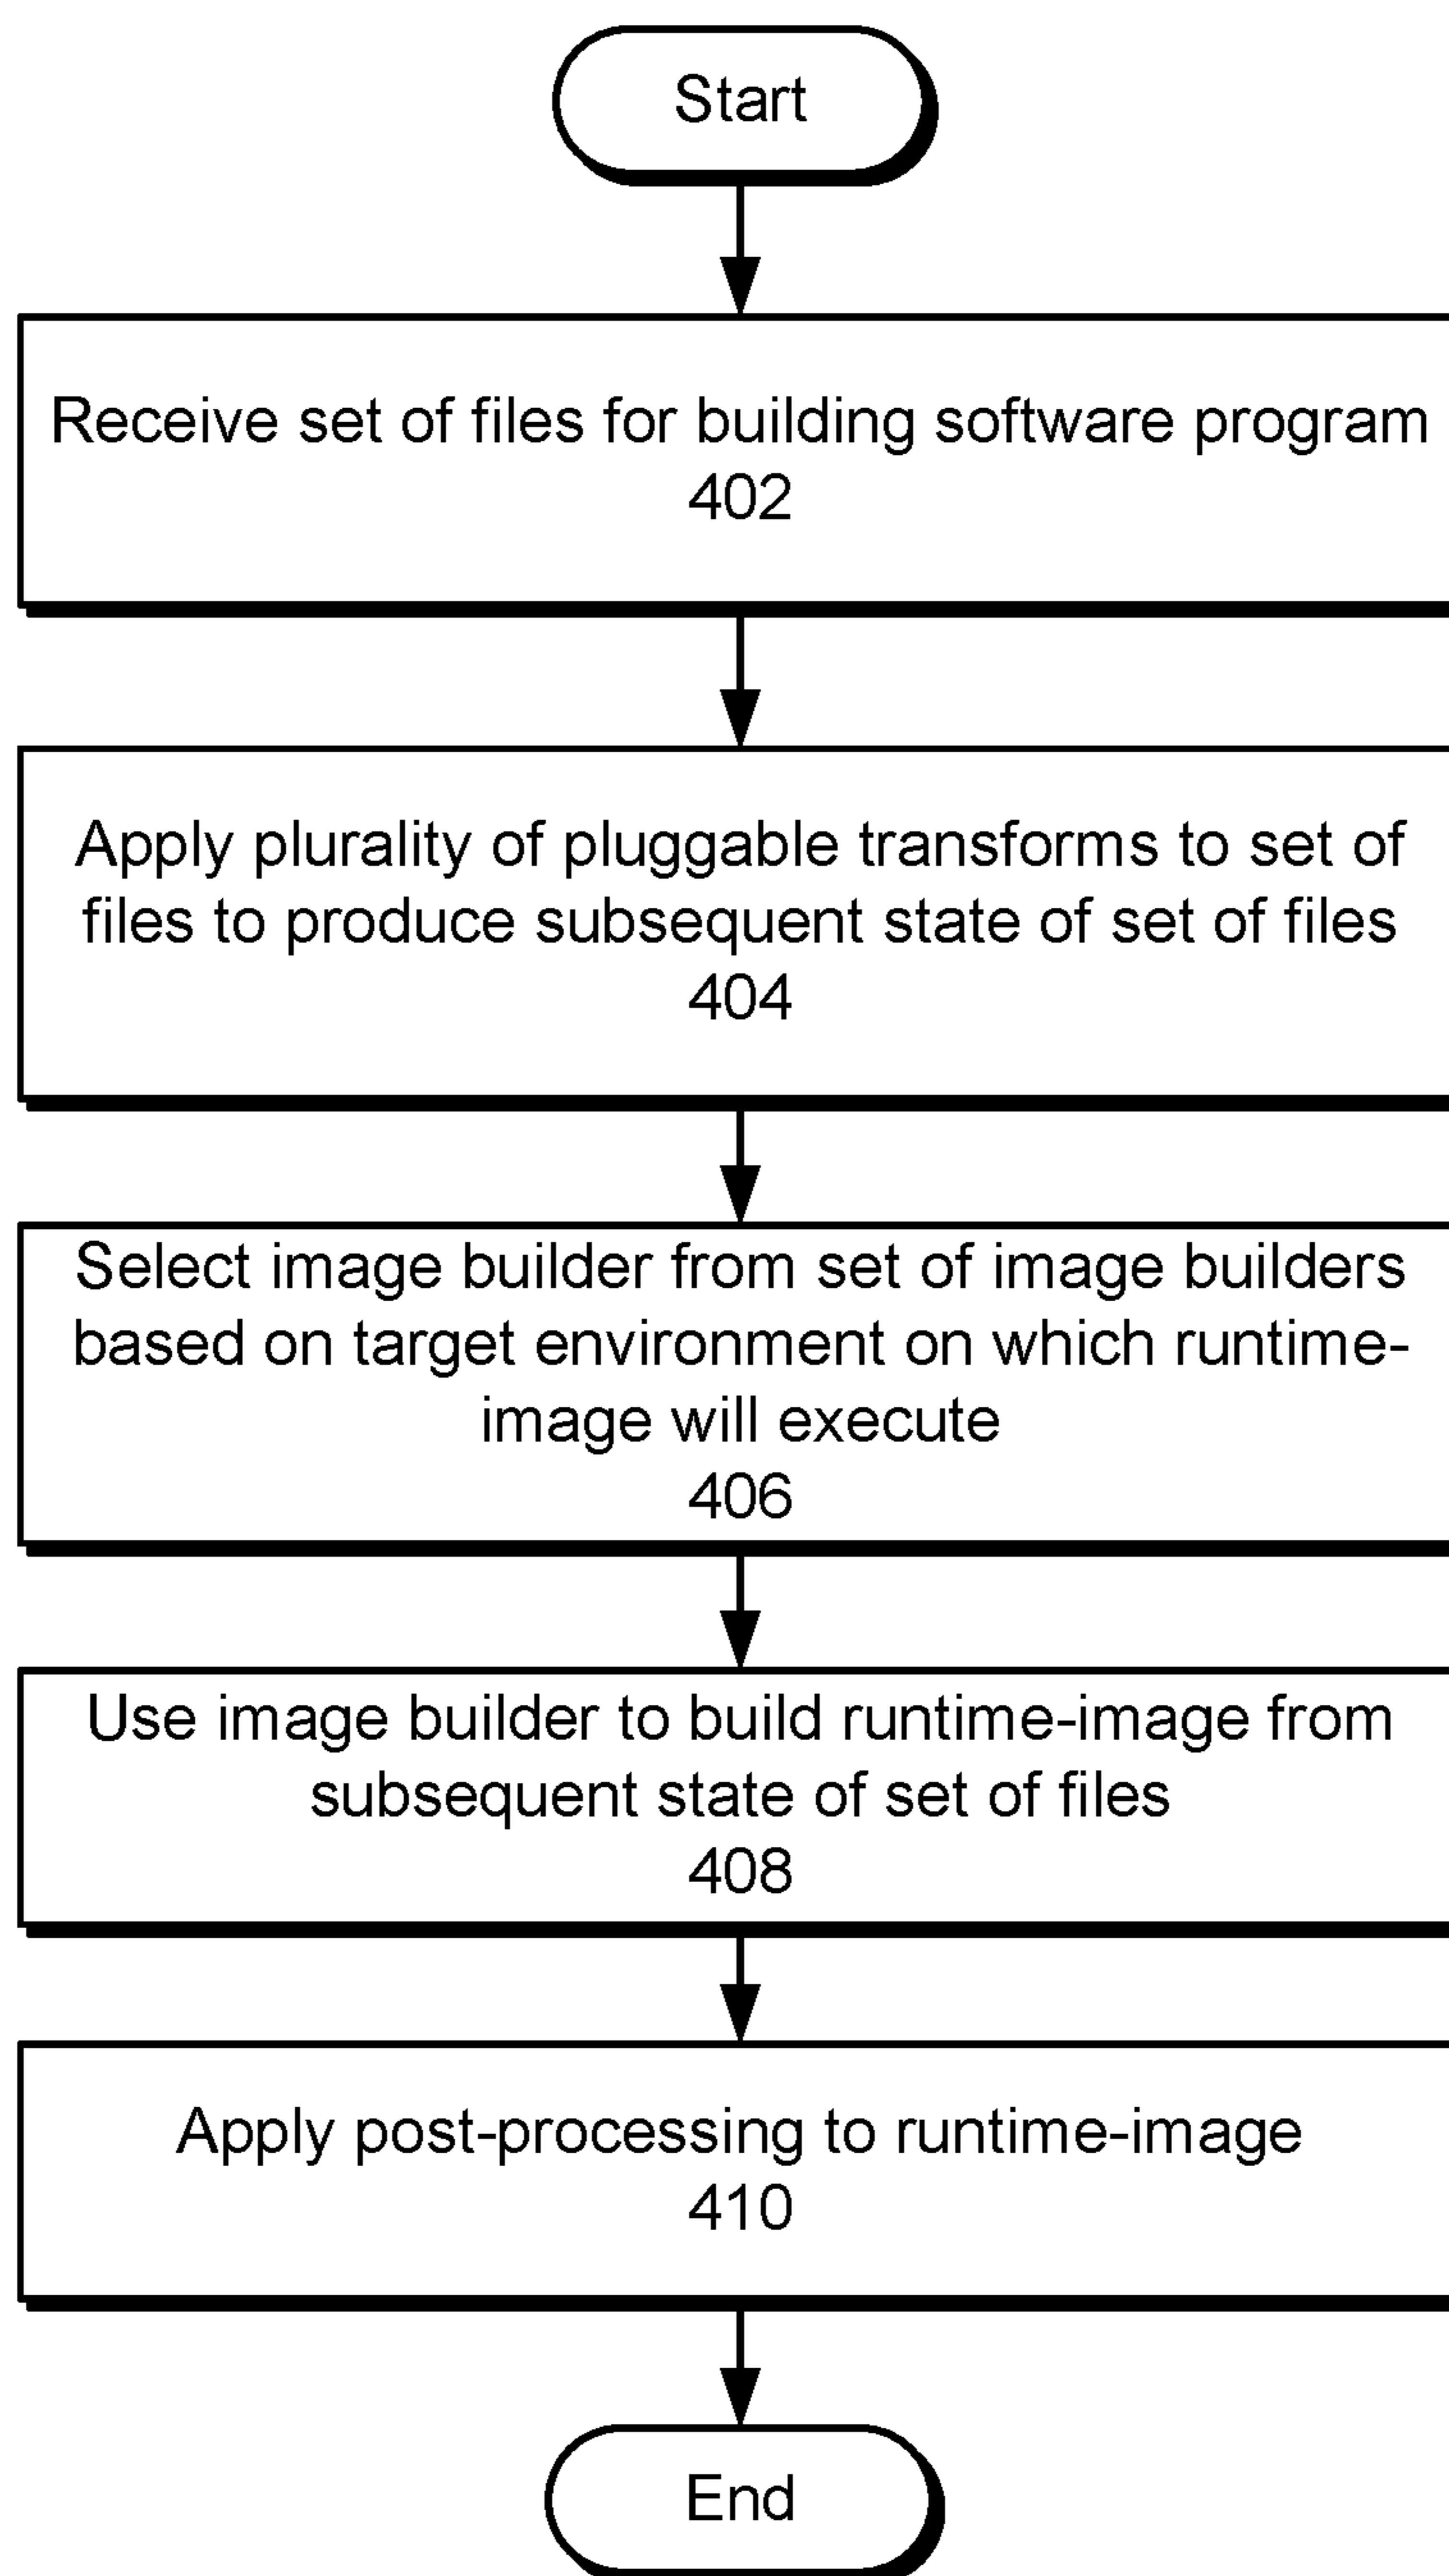 Start
Receive set of files for building software program
402
Apply plurality of pluggable transforms to set of
files to produce subsequent state of set of files
404
Select image builder from set of image builders
based on target environment on which runtime-
image will execute
406
Use image builder to build runtime-image from
subsequent state of set of files
408
Apply post-processing to runtime-image
410
End